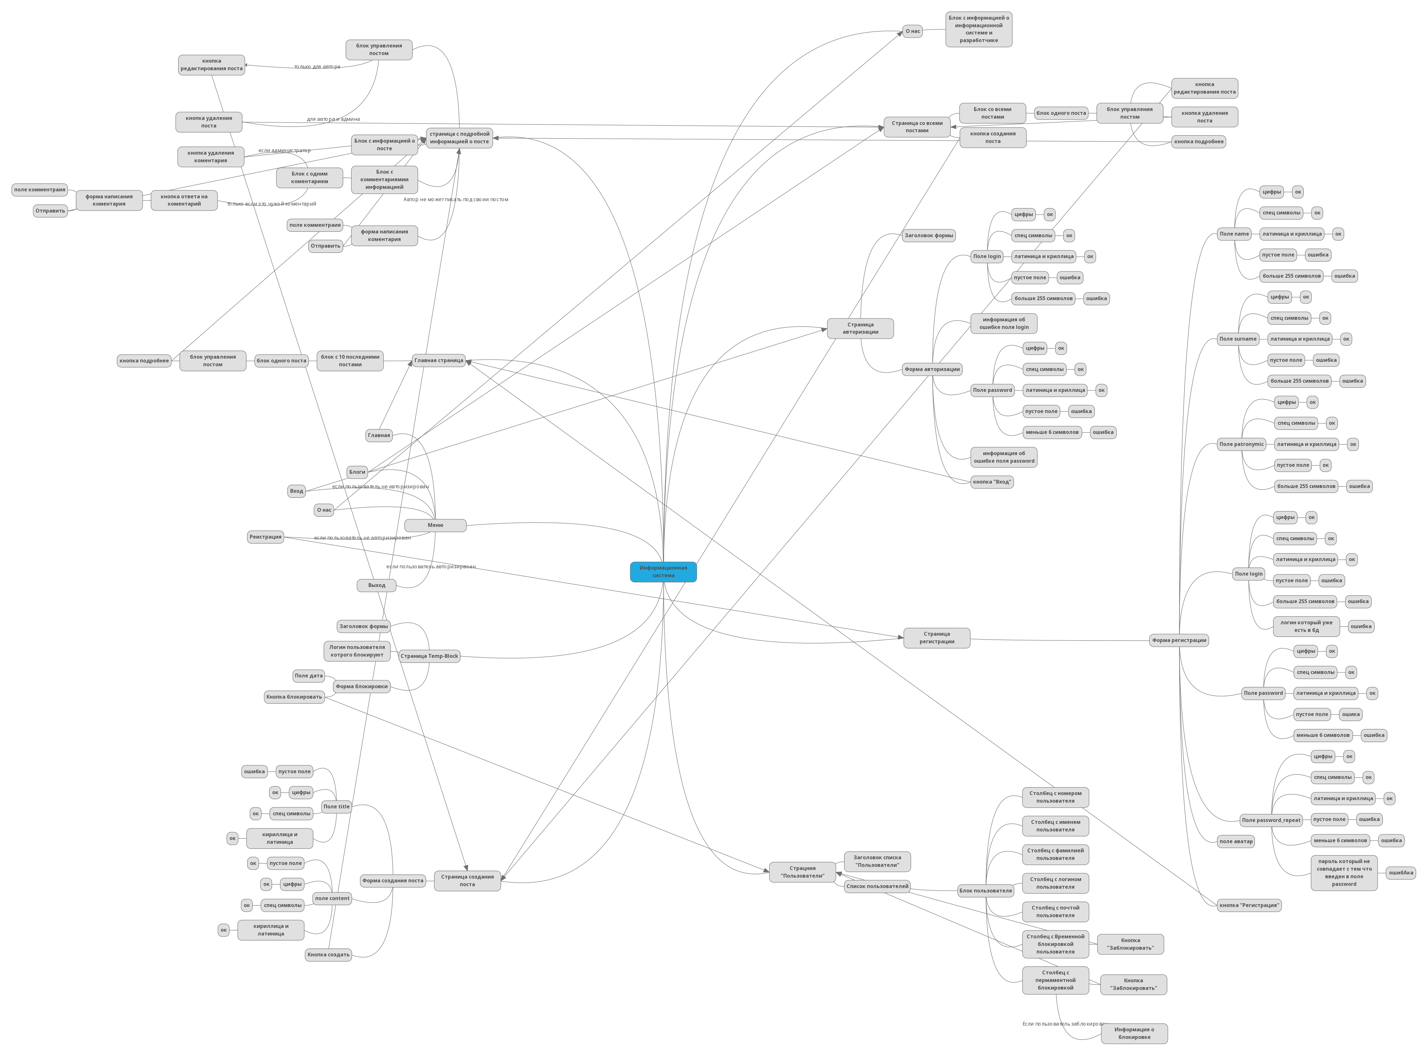 О нас
Блок с информацией о
информационной
системе и
разработчике
блок управления
постом
кнопка
редактирования поста
только для автора
кнопка удаления
поста
для автора и админа
кнопка удаления
коментария
если администратор
Блок с информацией о
посте
страница с подробной
информацией о посте
Блок с одним
коментарием
Блок с
комментариямии
информацией
поле комментраия
Отправить
форма написания
коментария
кнопка ответа на
коментарий
только если это чужой коментарий
Автор не может писать под своим постом
поле комментраия
Отправить
форма написания
коментария
Страница со всеми
постами
Блок со всеми
постами
блок одного поста
блок управления
постом
кнопка
редактирования поста
кнопка удаления
поста
кнопка подробнее
кнопка создания
поста
кнопка подробнее
блок управления
постом
блок одного поста
блок с 10 последними
постами
Главная страница
Главная
Блоги
Вход
если пользователь не авторизирован
О нас
Меню
Реистрация
если пользователь не авторизирован
если пользователь авторизирован
Выход
Информационная
система
Страница
авторизации
Заголовок формы
Форма авторизации
Поле login
цифры
ок
спец символы
ок
латиница и криллица
ок
пустое поле
ошибка
больше 255 символов
ошибка
информация об
ошибке поля login
Поле password
цифры
ок
спец символы
ок
латиница и криллица
ок
пустое поле
ошибка
меньше 6 символов
ошибка
информация об
ошибке поля password
кнопка "Вход"
Страница
регистрации
Форма регистрации
Поле name
цифры
ок
спец символы
ок
латиница и криллица
ок
пустое поле
ошибка
больше 255 символов
ошибка
Поле surname
цифры
ок
спец символы
ок
латиница и криллица
ок
пустое поле
ошибка
больше 255 символов
ошибка
Поле patronymic
цифры
ок
спец символы
ок
латиница и криллица
ок
пустое поле
ок
больше 255 символов
ошибка
Поле login
цифры
ок
спец символы
ок
латиница и криллица
ок
пустое поле
ошибка
больше 255 символов
ошибка
логин который уже
есть в бд
ошибка
Поле password
цифры
ок
спец символы
ок
латиница и криллица
ок
пустое поле
ошика
меньше 6 символов
ошибка
Поле password_repeat
цифры
ок
спец символы
ок
латиница и криллица
ок
пустое поле
ошибка
меньше 6 символов
ошибка
пароль который не
совпадает с тем что
введен в поле
password
ошибАка
поле аватар
кнопка "Регистрация"
Страница Temp-Block
Заголовок формы
Логин пользователя
котрого блокируют
Форма блокировки
Поле дата
Кнопка блокировать
Страница создания
поста
Форма создания поста
Поле title
пустое поле
ошибка
цифры
ок
спец символы
ок
кириллица и
латиница
ок
поле content
пустое поле
ок
цифры
ок
спец символы
ок
кириллица и
латиница
ок
Кнопка создать
Страцния
"Пользователи"
Заголовок списка
"Пользователи"
Список пользователей
Блок пользователя
Столбец с номером
пользователя
Столбец с именем
пользователя
Столбец с фамилией
пользователя
Столбец с логином
пользователя
Столбец с почтой
пользователя
Столбец с Временной
блокировкой
пользователя
Кнопка
"Заблокировать"
Столбец с
перманентной
блокировкой
Кнопка
"Заблокировать"
Если пользователь заблокирован
Информация о
блокировке